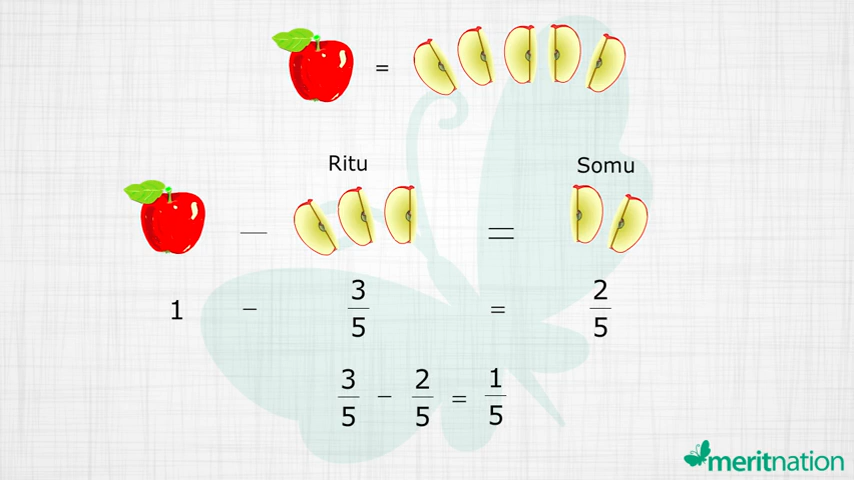 =
Ritu
Somu
— =
1 - 3/5 = 2/5
3/5 - 2/5 = 1/5
meritnation